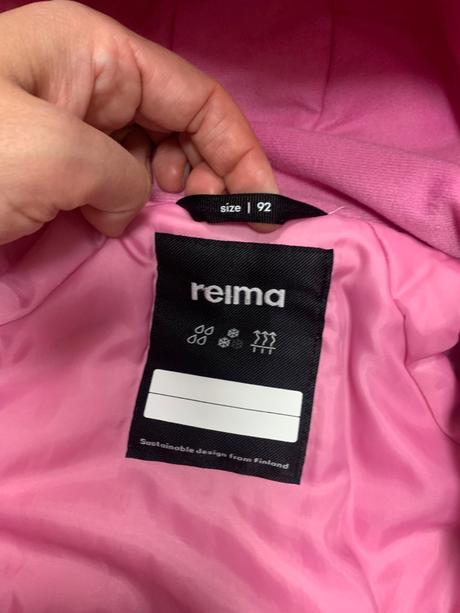 size | 92
reima
Sustainable design from Finland